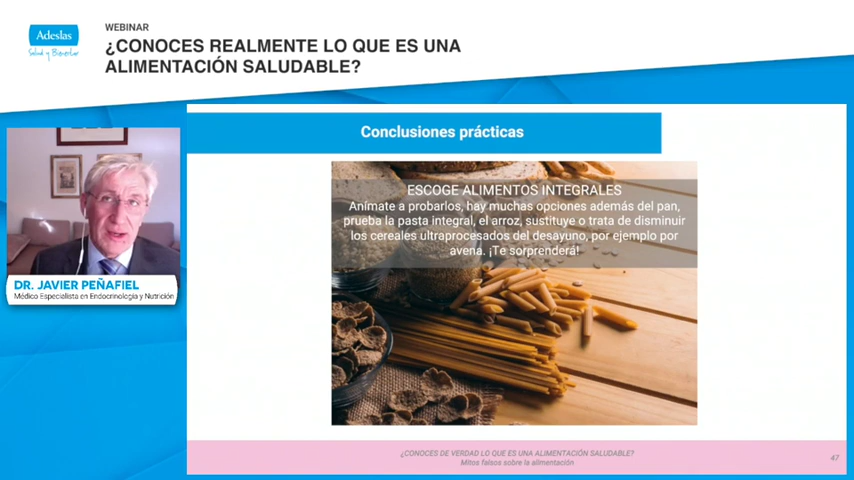 Adeslas
Salud y Bienestar
WEBINAR
¿CONOCES REALMENTE LO QUE ES UNA
ALIMENTACIÓN SALUDABLE?
Conclusiones prácticas
ESCOGE ALIMENTOS INTEGRALES
Anímate a probarlos, hay muchas opciones además del pan,
prueba la pasta integral, el arroz, sustituye o trata de disminuir
los cereales ultraprocesados del desayuno, por ejemplo por
avena. ¡Te sorprenderá!
DR. JAVIER PEÑAFIEL
Médico Especialista en Endocrinología y Nutrición
¿CONOCES DE VERDAD LO QUE ES UNA ALIMENTACIÓN SALUDABLE?
Mitos falsos sobre la alimentación
47